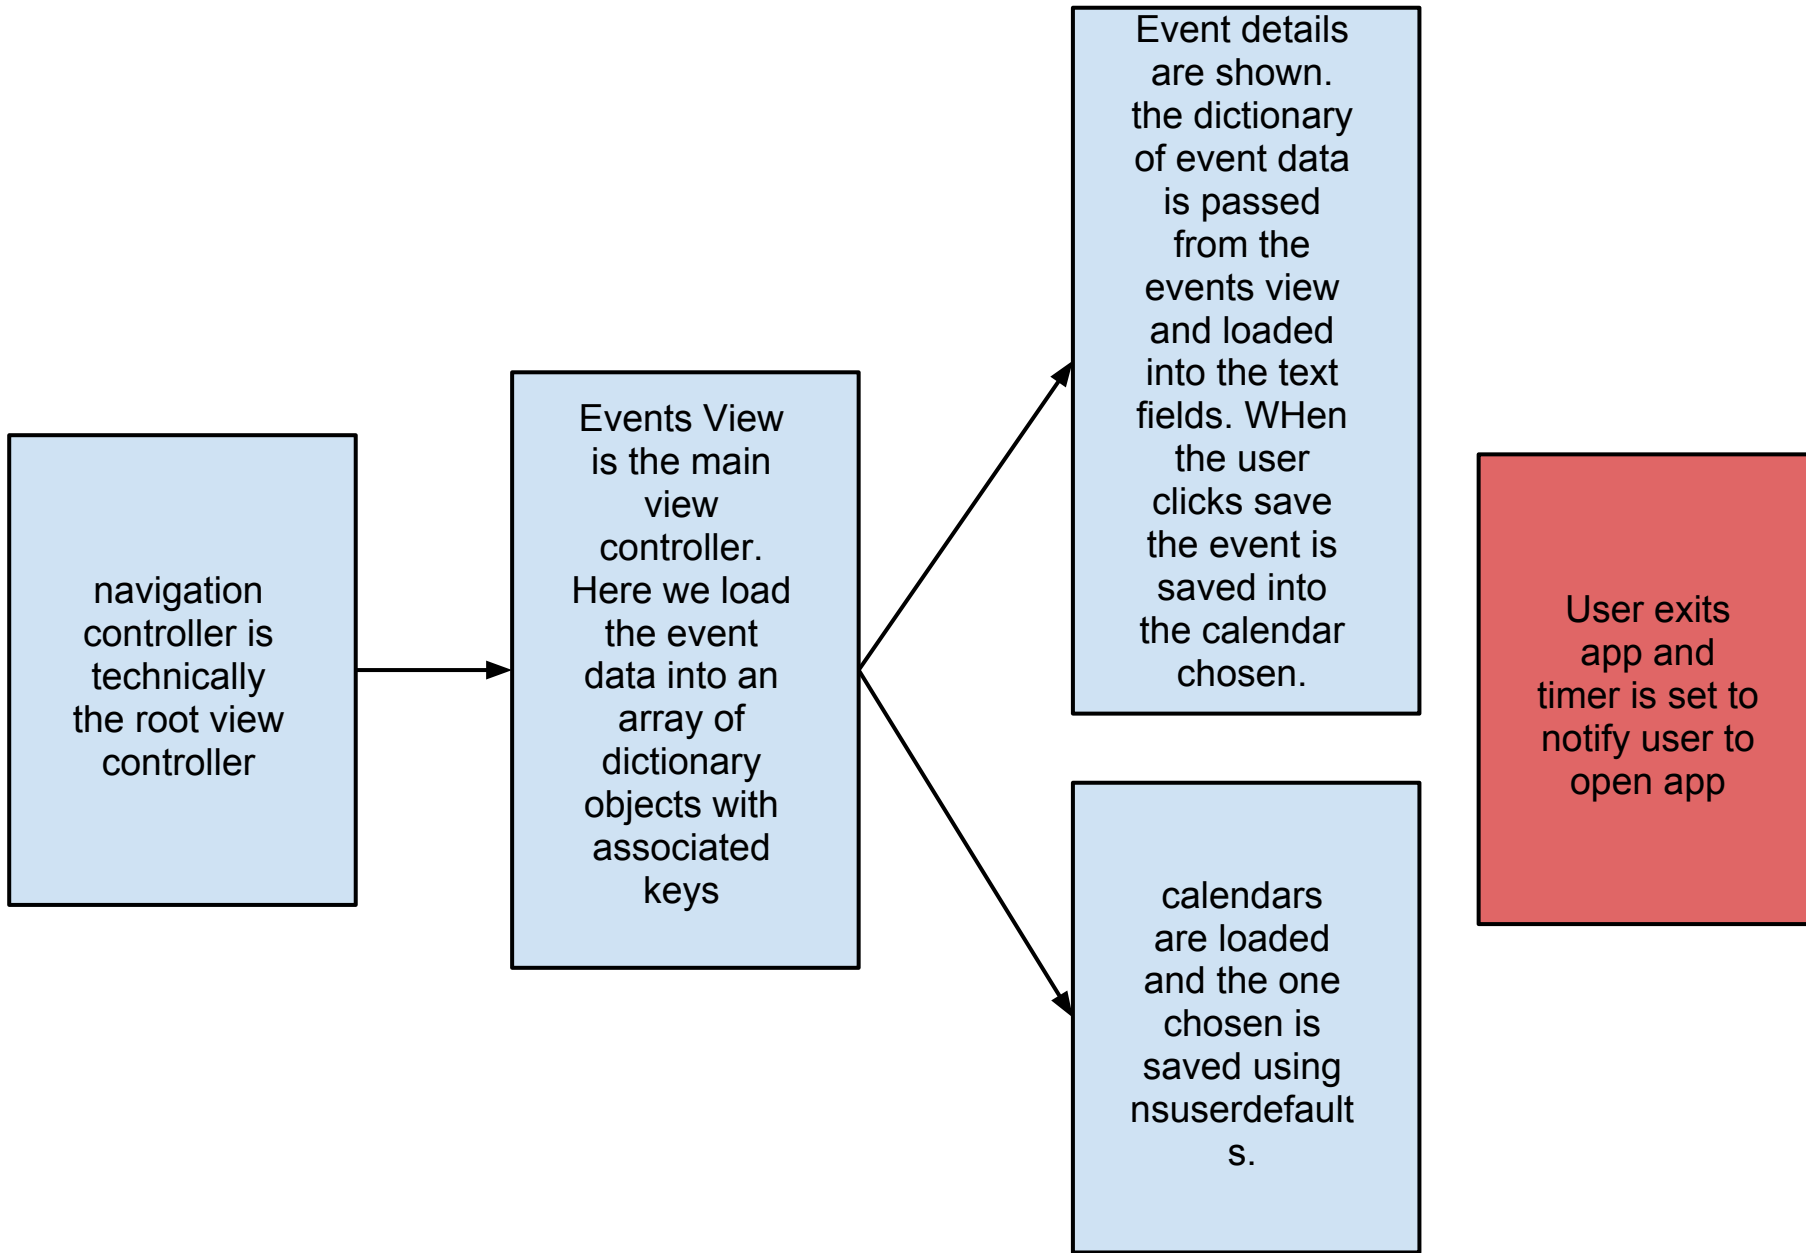 navigation
controller is
technically
the root view
controller
Events View
is the main
view
controller.
Here we load
the event
data into an
array of
dictionary
objects with
associated
keys
Event details
are shown.
the dictionary
of event data
is passed
from the
events view
and loaded
into the text
fields. WHen
the user
clicks save
the event is
saved into
the calendar
chosen.
calendars
are loaded
and the one
chosen is
saved using
nsuserdefault
s.
User exits
app and
timer is set to
notify user to
open app